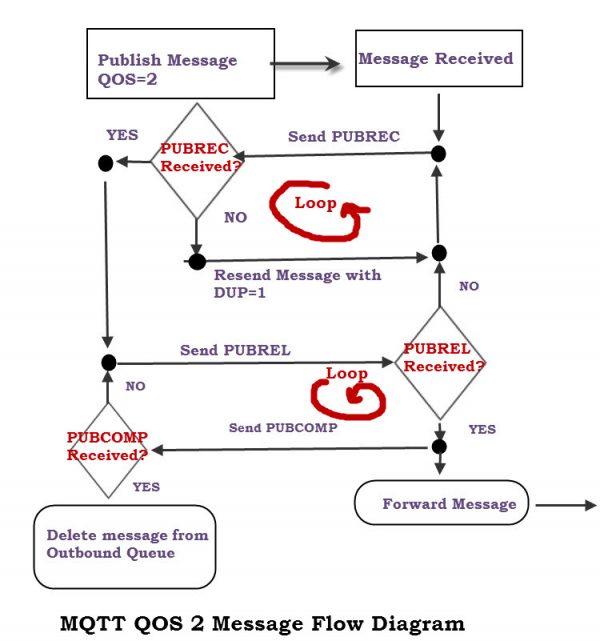 Publish Message
QOS=2
Message Received
YES
PUBREC
Received?
Send PUBREC
Loop
NO
Resend Message with
DUP=1
NO
Send PUBREL
PUBREL
Received?
Loop
NO
Send PUBCOMP
YES
PUBCOMP
Received?
YES
Forward Message
Delete message from
Outbound Queue
MQTT QOS 2 Message Flow Diagram